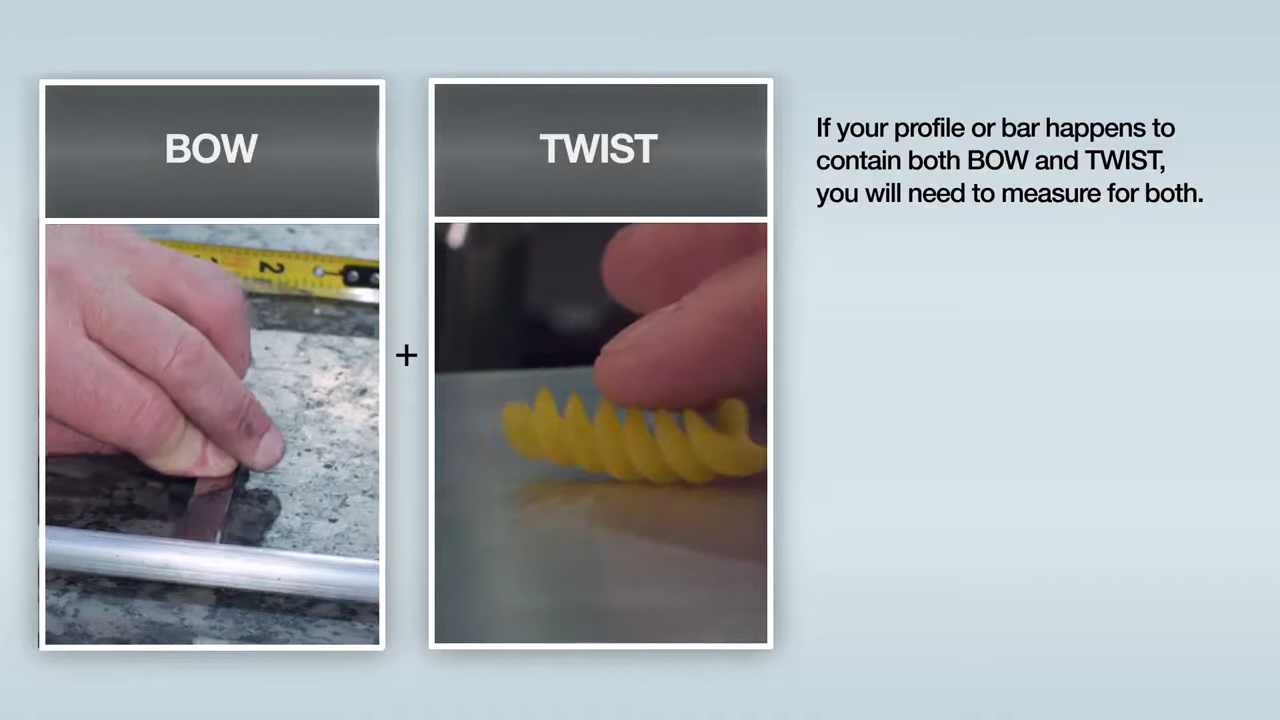 BOW
TWIST
If your profile or bar happens to
contain both BOW and TWIST,
you will need to measure for both.
2
+